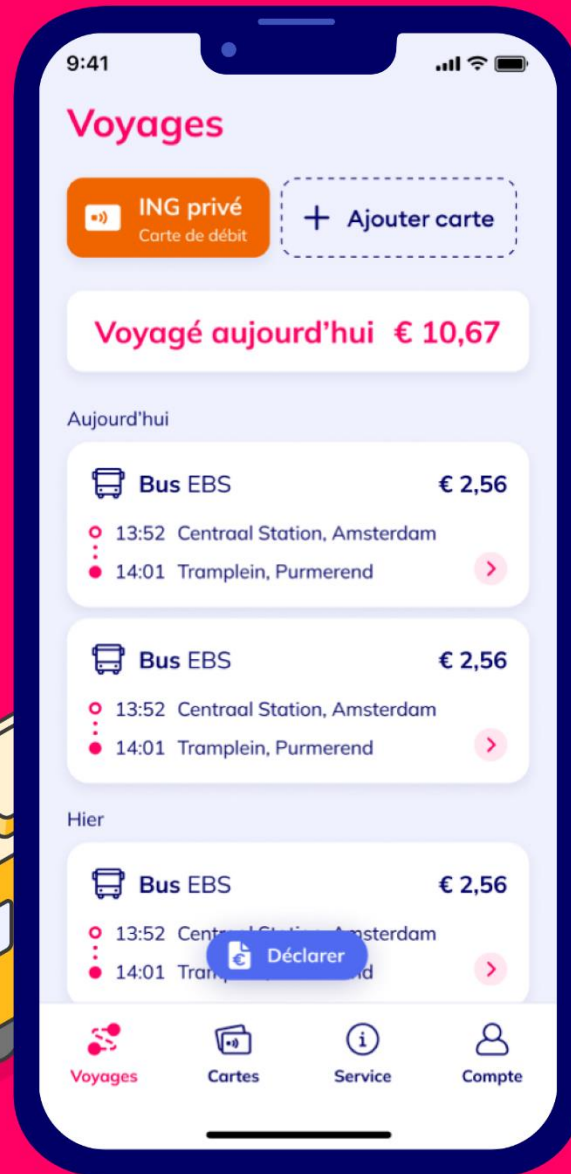 9:41
Voyages
ING privé
Carte de débit
+ Ajouter carte
Voyagé aujourd'hui € 10,67
Aujourd'hui
Bus EBS € 2,56
13:52 Centraal Station, Amsterdam
14:01 Tramplein, Purmerend
Bus EBS € 2,56
13:52 Centraal Station, Amsterdam
14:01 Tramplein, Purmerend
Hier
Bus EBS € 2,56
13:52
14:01
Déclarer
Voyages Cartes Service Compte